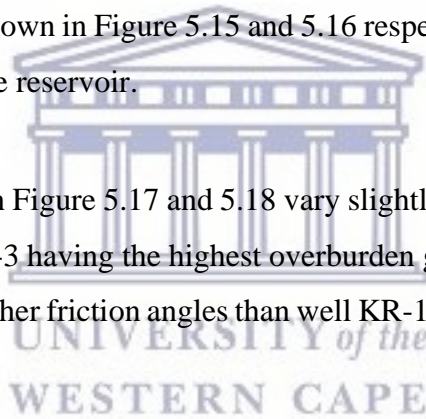 own in Figure 5.15 and 5.16 respe
e reservoir.
n Figure 5.17 and 5.18 vary slightl
-3 having the highest overburden g
her friction angles than well KR-1
UNIVERSITY of the
WESTERN CAPE